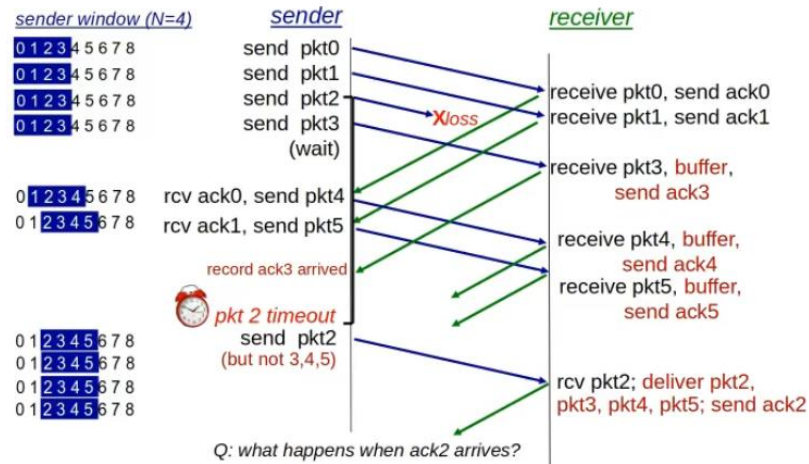 sender window (N=4)
sender
receiver
0 1 2 3 4 5 6 7 8
send pkt0
0 1 2 3 4 5 6 7 8
send pkt1
0 1 2 3 4 5 6 7 8
send pkt2
0 1 2 3 4 5 6 7 8
send pkt3
(wait)
Xloss
receive pkt0, send ack0
receive pkt1, send ack1
receive pkt3, buffer,
send ack3
0 1 2 3 4 5 6 7 8
rcv ack0, send pkt4
0 1 2 3 4 5 6 7 8
rcv ack1, send pkt5
record ack3 arrived
receive pkt4, buffer,
send ack4
receive pkt5, buffer,
send ack5
pkt 2 timeout
0 1 2 3 4 5 6 7 8
send pkt2
0 1 2 3 4 5 6 7 8
(but not 3,4,5)
0 1 2 3 4 5 6 7 8
0 1 2 3 4 5 6 7 8
rcv pkt2; deliver pkt2,
pkt3, pkt4, pkt5; send ack2
Q: what happens when ack2 arrives?